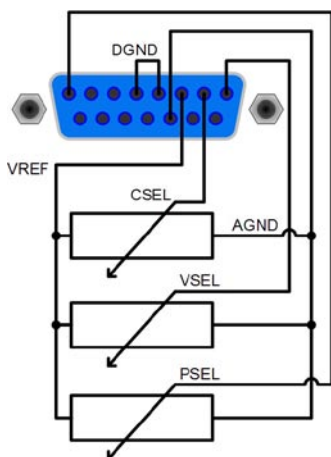 DGND
VREF
CSEL
AGND
VSEL
PSEL